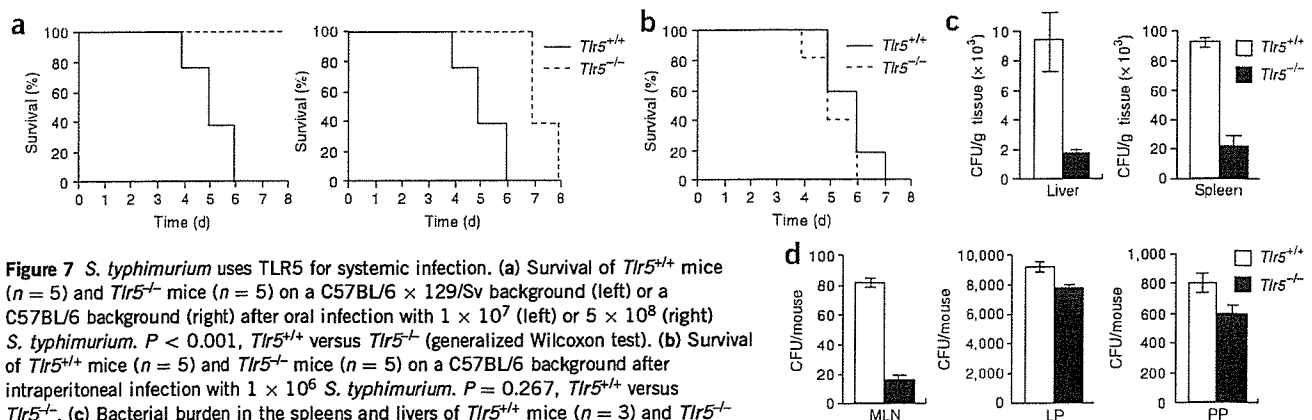 a
100
80
60
40
20
0
Survival (%)
0 1 2 3 4 5 6 7 8
Time (d)
100
80
60
40
20
0
Survival (%)
0 1 2 3 4 5 6 7 8
Time (d)
Tlr5+/+
Tlr5–/–
b
100
80
60
40
20
0
Survival (%)
0 1 2 3 4 5 6 7 8
Time (d)
Tlr5+/+
Tlr5–/–
c
10
8
6
4
2
0
CFU/g tissue (× 10³)
Liver
100
80
60
40
20
0
CFU/g tissue (× 10³)
Spleen
Tlr5+/+
Tlr5–/–
Figure 7 S. typhimurium uses TLR5 for systemic infection. (a) Survival of Tlr5+/+ mice
(n = 5) and Tlr5–/– mice (n = 5) on a C57BL/6 × 129/Sv background (left) or a
C57BL/6 background (right) after oral infection with 1 × 10⁷ (left) or 5 × 10⁸ (right)
S. typhimurium. P < 0.001, Tlr5+/+ versus Tlr5–/– (generalized Wilcoxon test). (b) Survival
of Tlr5+/+ mice (n = 5) and Tlr5–/– mice (n = 5) on a C57BL/6 background after
intraperitoneal infection with 1 × 10⁶ S. typhimurium. P = 0.267, Tlr5+/+ versus
Tlr5–/–. (c) Bacterial burden in the spleens and livers of Tlr5+/+ mice (n = 3) and Tlr5–/–
d
100
80
60
40
20
0
CFU/mouse
MLN
10,000
8,000
6,000
4,000
2,000
0
CFU/mouse
LP
1,000
800
600
400
200
0
CFU/mouse
PP
Tlr5+/+
Tlr5–/–